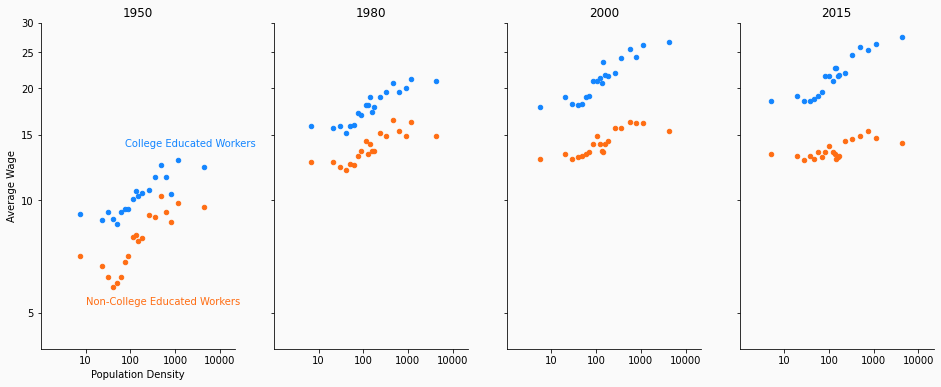 1950 1980 2000 2015
30
25
20
15
10
5
Average Wage
College Educated Workers
Non-College Educated Workers
10 100 1000 10000 10 100 1000 10000 10 100 1000 10000 10 100 1000 10000
Population Density